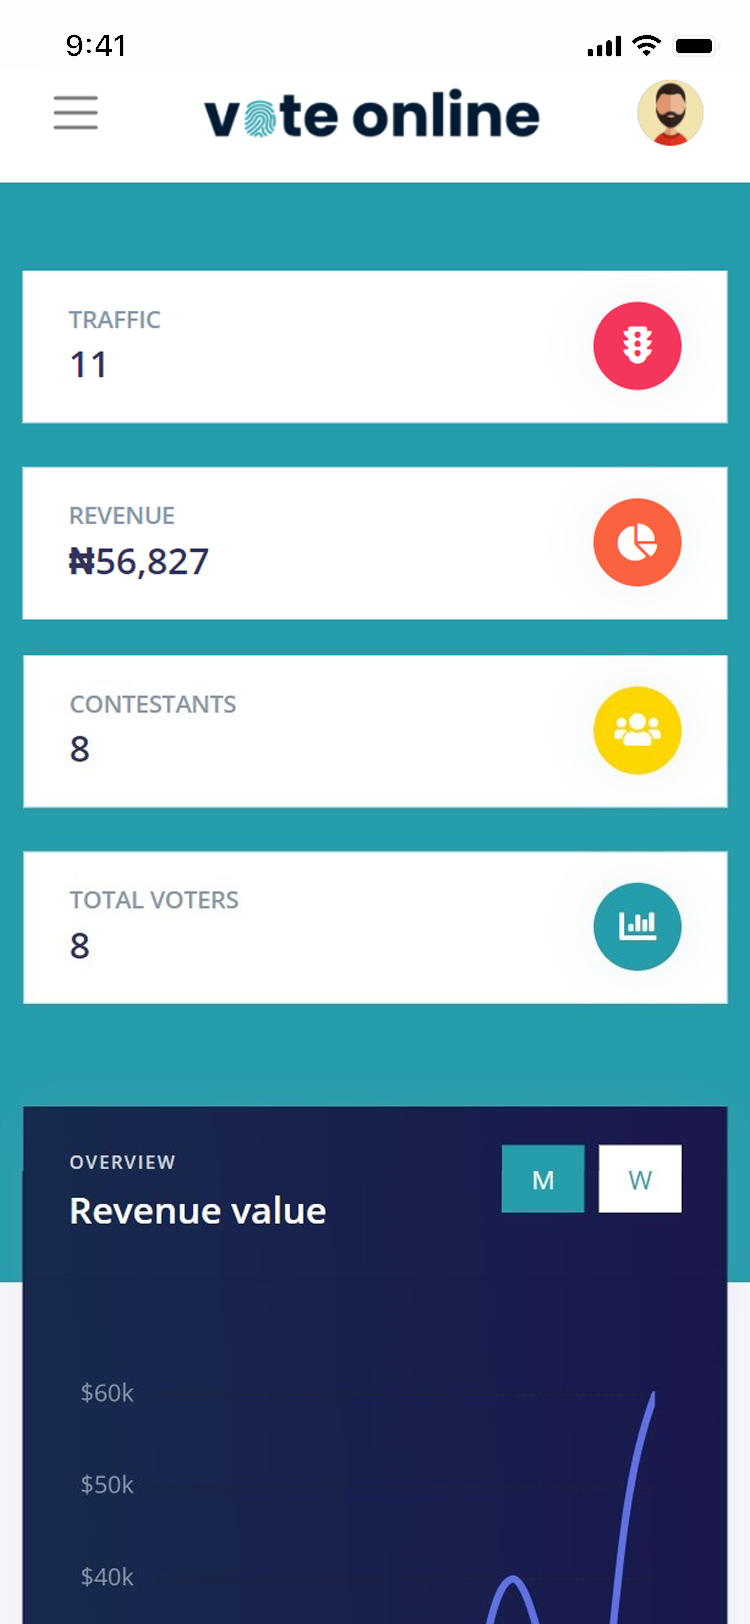 9:41
vote online
TRAFFIC
11
REVENUE
₦56,827
CONTESTANTS
8
TOTAL VOTERS
8
OVERVIEW
Revenue value
M
W
$60k
$50k
$40k